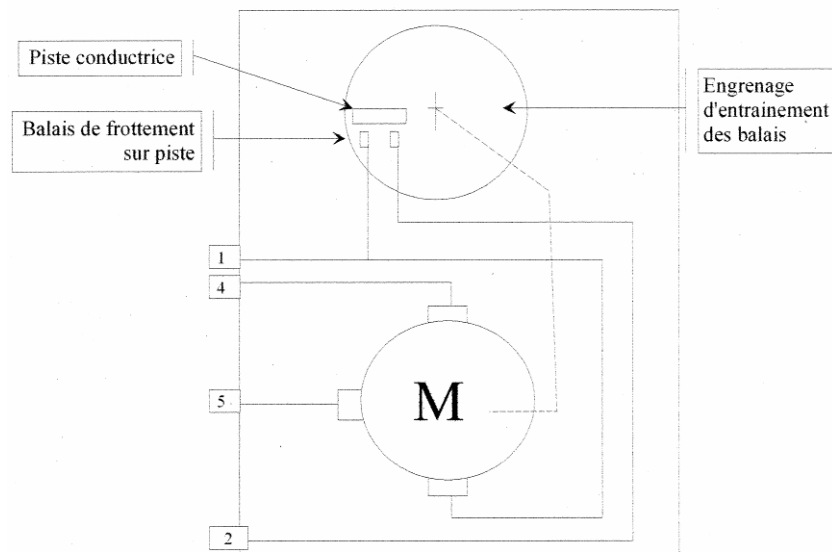 Piste conductrice
Balais de frottement
sur piste
Engrenage
d'entrainement
des balais
1
4
5
M
2